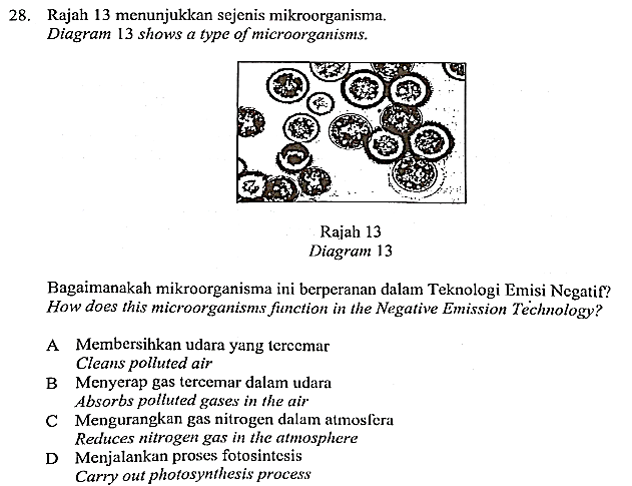 28. Rajah 13 menunjukkan sejenis mikroorganisma.
Diagram 13 shows a type of microorganisms.
Rajah 13
Diagram 13
Bagaimanakah mikroorganisma ini berperanan dalam Teknologi Emisi Negatif?
How does this microorganisms function in the Negative Emission Technology?
A Membersihkan udara yang tercemar
Cleans polluted air
B Menyerap gas tercemar dalam udara
Absorbs polluted gases in the air
C Mengurangkan gas nitrogen dalam atmosfera
Reduces nitrogen gas in the atmosphere
D Menjalankan proses fotosintesis
Carry out photosynthesis process